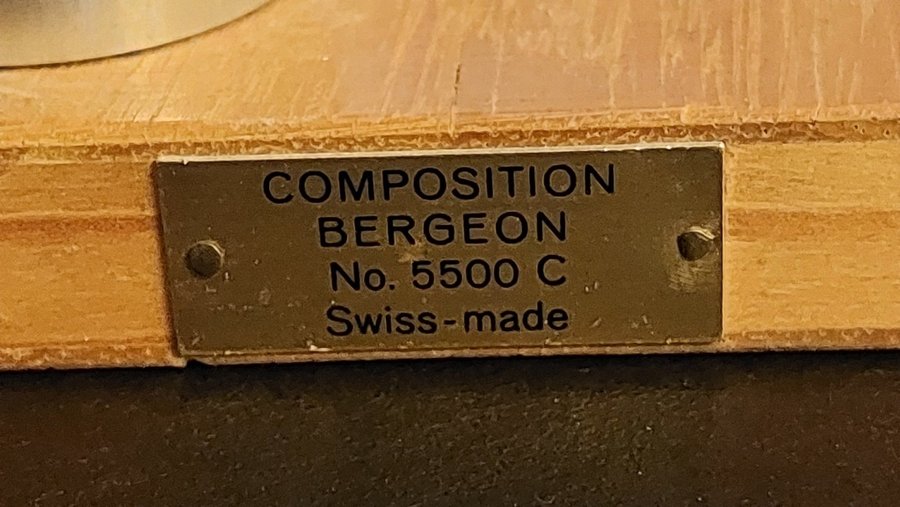 COMPOSITION
BERGEON
No. 5500 C
Swiss-made